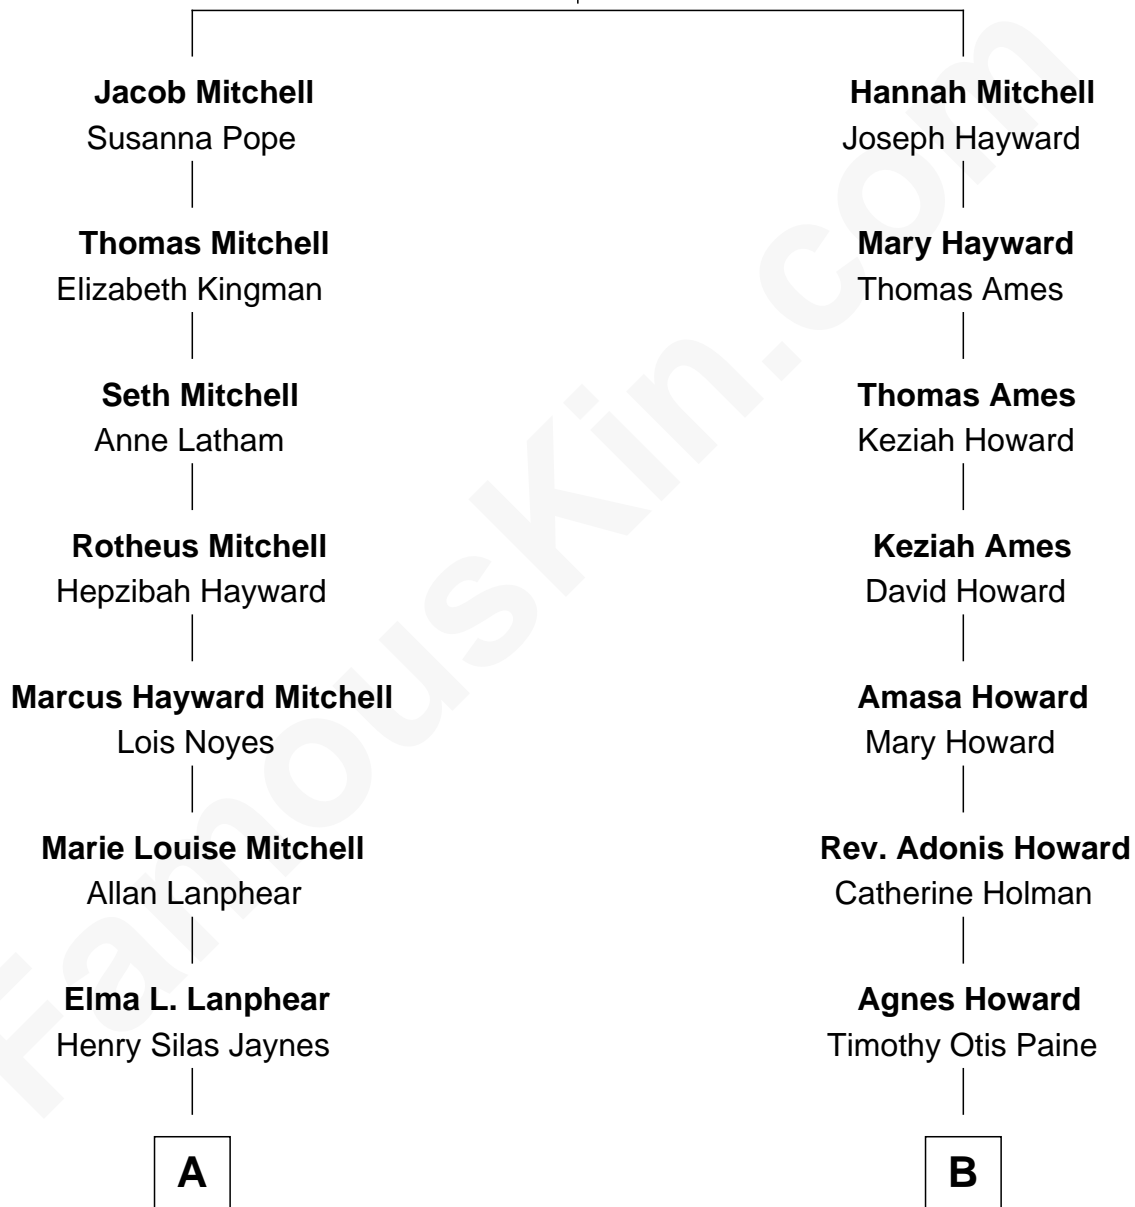 Jacob Mitchell
Susanna Pope
Thomas Mitchell
Elizabeth Kingman
Seth Mitchell
Anne Latham
Rotheus Mitchell
Hepzibah Hayward
Marcus Hayward Mitchell
Lois Noyes
Marie Louise Mitchell
Allan Lanphear
Elma L. Lanphear
Henry Silas Jaynes
A
Hannah Mitchell
Joseph Hayward
Mary Hayward
Thomas Ames
Thomas Ames
Keziah Howard
Keziah Ames
David Howard
Amasa Howard
Mary Howard
Rev. Adonis Howard
Catherine Holman
Agnes Howard
Timothy Otis Paine
B
FamousKin.com